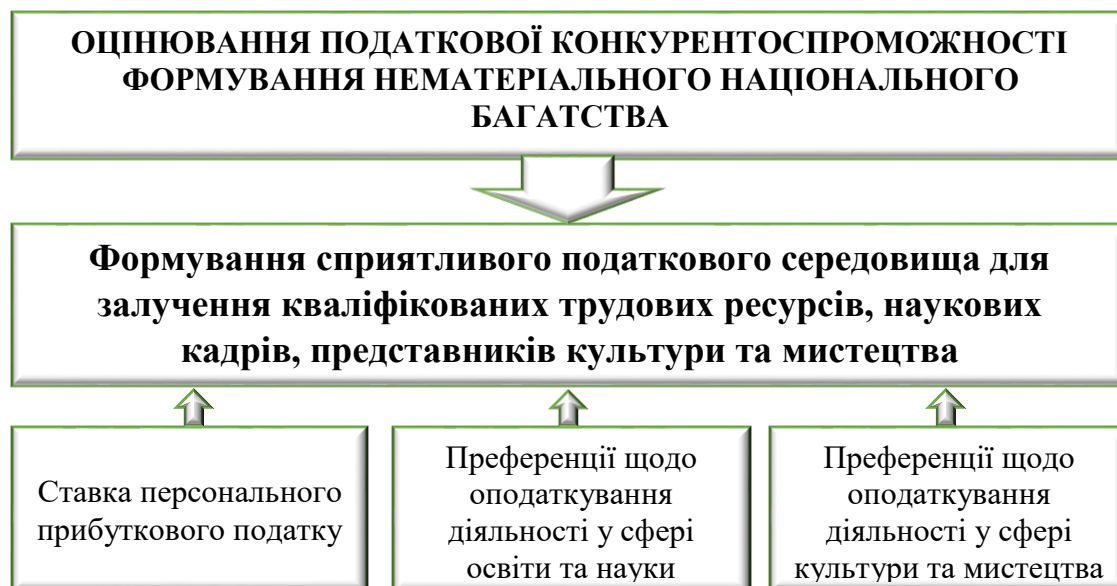 ОЦІНЮВАННЯ ПОДАТКОВОЇ КОНКУРЕНТОСПРОМОЖНОСТІ
ФОРМУВАННЯ НЕМАТЕРІАЛЬНОГО НАЦІОНАЛЬНОГО
БАГАТСТВА
Формування сприятливого податкового середовища для
залучення кваліфікованих трудових ресурсів, наукових
кадрів, представників культури та мистецтва
Ставка персонального
прибуткового податку
Преференції щодо
оподаткування
діяльності у сфері
освіти та науки
Преференції щодо
оподаткування
діяльності у сфері
культури та мистецтва